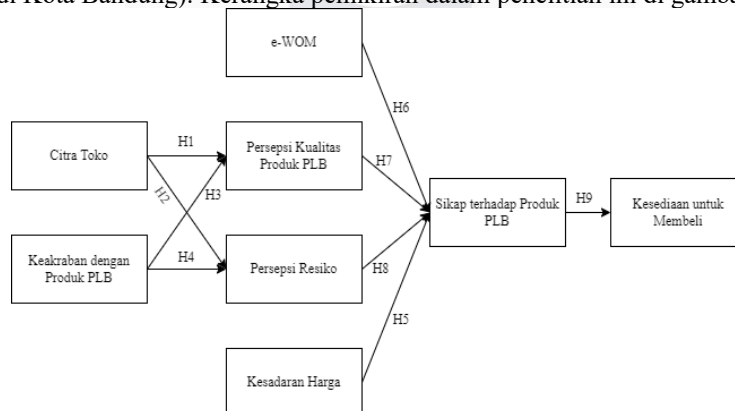 di Kota Bandung). Kerangka pemikiran dalam penelitian ini di gamba
e-WOM
H6
Citra Toko
H1
Persepsi Kualitas
Produk PLB
H7
H2
H3
Sikap terhadap Produk
PLB
H9
Kesediaan untuk
Membeli
Keakraban dengan
Produk PLB
H4
Persepsi Resiko
H8
H5
Kesadaran Harga